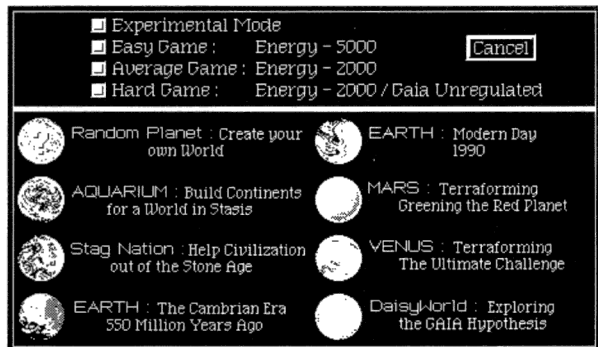 Experimental Mode
Easy Game : Energy - 5000
Average Game : Energy - 2000
Hard Game : Energy - 2000 / Gaia Unregulated
Cancel
Random Planet : Create your
own World
EARTH : Modern Day
1990
AQUARIUM : Build Continents
for a World in Stasis
MARS : Terraforming
Greening the Red Planet
Stag Nation : Help Civilization
out of the Stone Age
VENUS : Terraforming
The Ultimate Challenge
EARTH : The Cambrian Era
550 Million Years Ago
DaisyWorld : Exploring
the GAIA Hypothesis